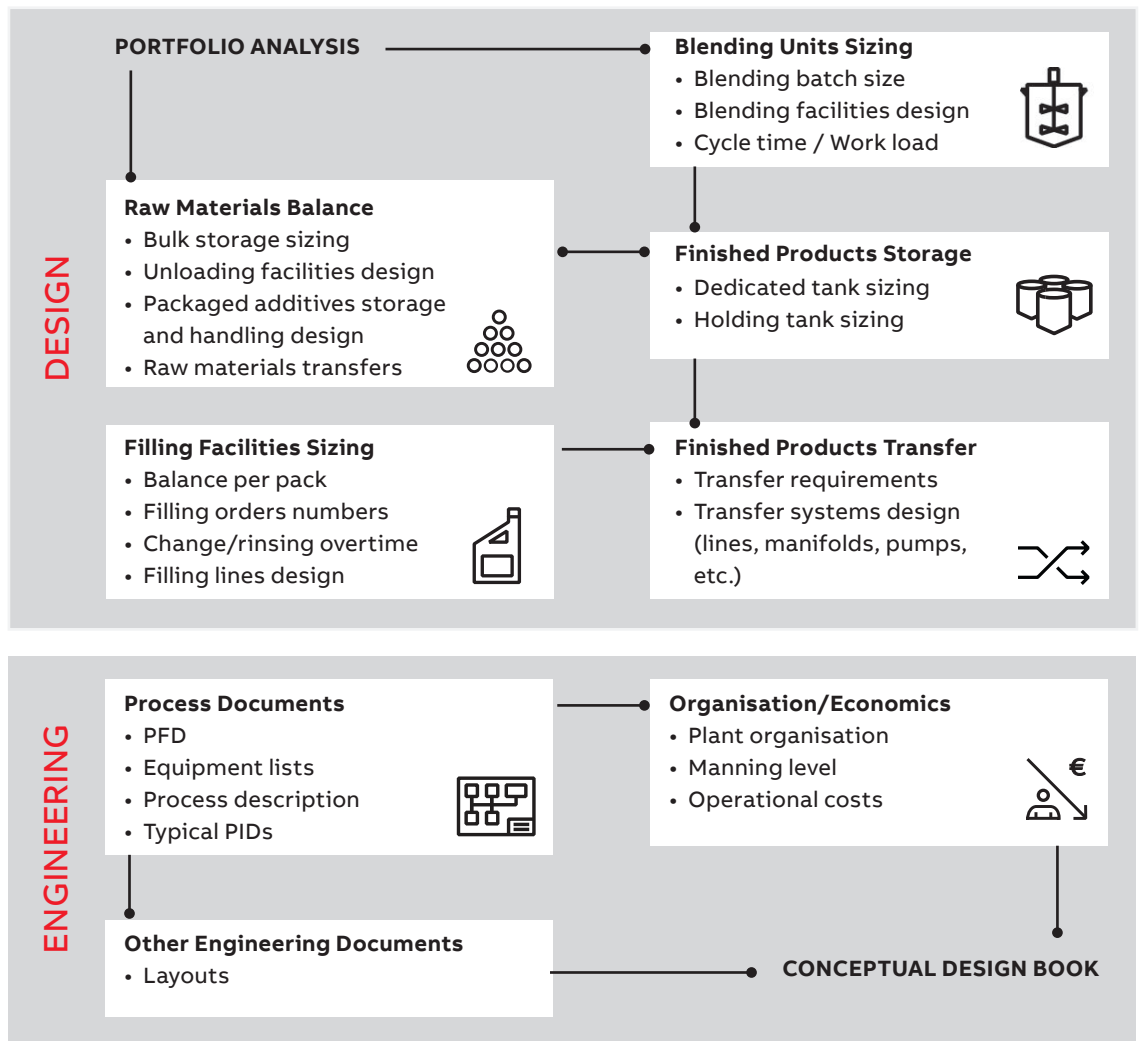 DESIGN
PORTFOLIO ANALYSIS
Blending Units Sizing
• Blending batch size
• Blending facilities design
• Cycle time / Work load
Raw Materials Balance
• Bulk storage sizing
• Unloading facilities design
• Packaged additives storage
and handling design
• Raw materials transfers
Finished Products Storage
• Dedicated tank sizing
• Holding tank sizing
Filling Facilities Sizing
• Balance per pack
• Filling orders numbers
• Change/rinsing overtime
• Filling lines design
Finished Products Transfer
• Transfer requirements
• Transfer systems design
(lines, manifolds, pumps,
etc.)
ENGINEERING
Process Documents
• PFD
• Equipment lists
• Process description
• Typical PIDs
Organisation/Economics
• Plant organisation
• Manning level
• Operational costs
€
Other Engineering Documents
• Layouts
CONCEPTUAL DESIGN BOOK